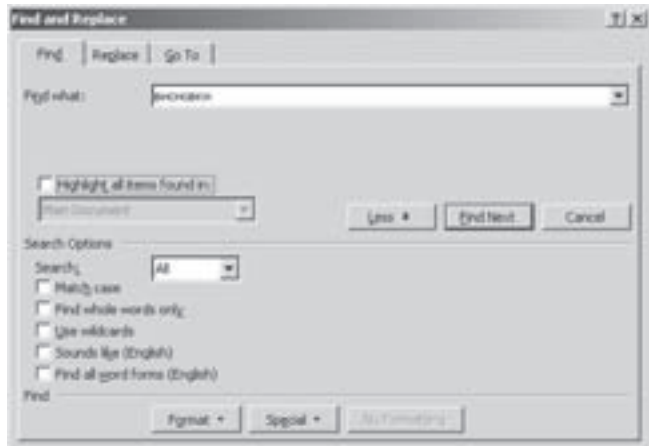 Find and Replace
Find Replace Go To
Find what:
Highlight all items found in:
Main Document
Less Find Next Cancel
Search Options
Search: All
Match case
Find whole words only
Use wildcards
Sounds like (English)
Find all word forms (English)
Find
Format Special No Formatting